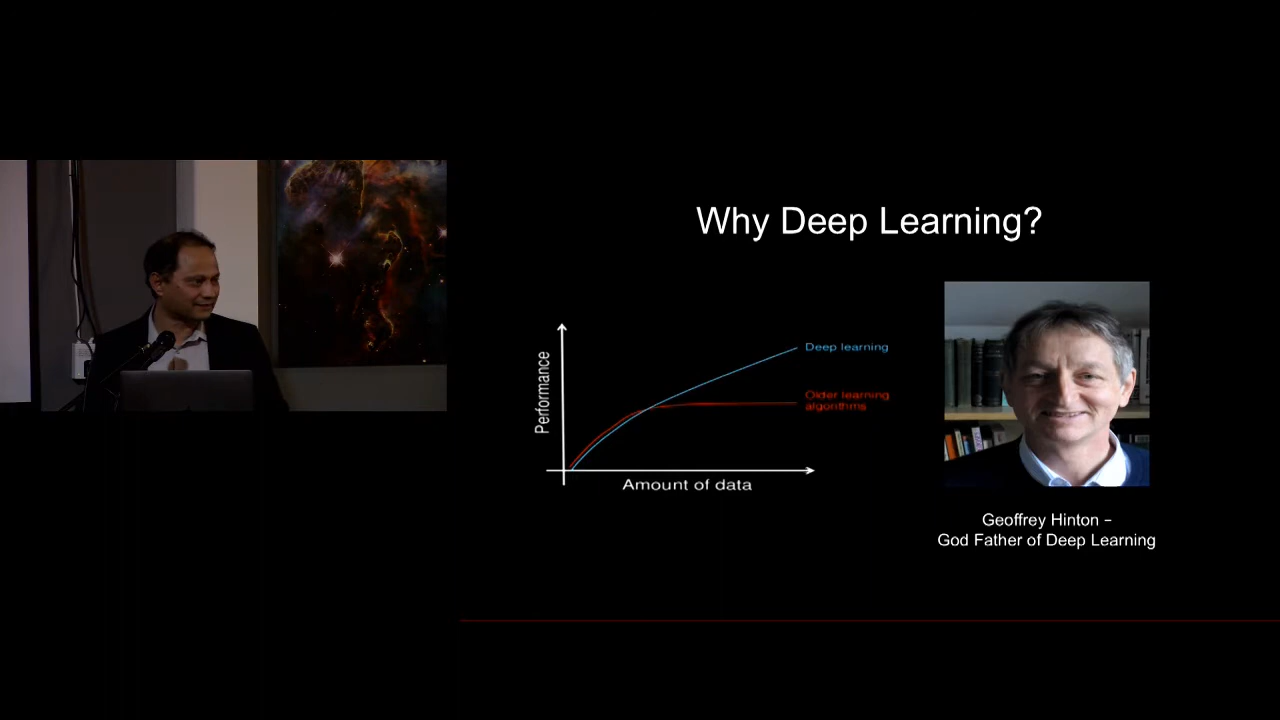 Why Deep Learning?
Performance
Deep learning
Older learning
algorithms
Amount of data
Geoffrey Hinton –
God Father of Deep Learning